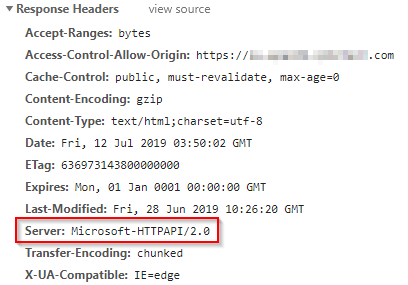 Response Headers view source
Accept-Ranges: bytes
Access-Control-Allow-Origin: https:// .com
Cache-Control: public, must-revalidate, max-age=0
Content-Encoding: gzip
Content-Type: text/html;charset=utf-8
Date: Fri, 12 Jul 2019 03:50:02 GMT
ETag: 636973143800000000
Expires: Mon, 01 Jan 0001 00:00:00 GMT
Last-Modified: Fri, 28 Jun 2019 10:26:20 GMT
Server: Microsoft-HTTPAPI/2.0
Transfer-Encoding: chunked
X-UA-Compatible: IE=edge